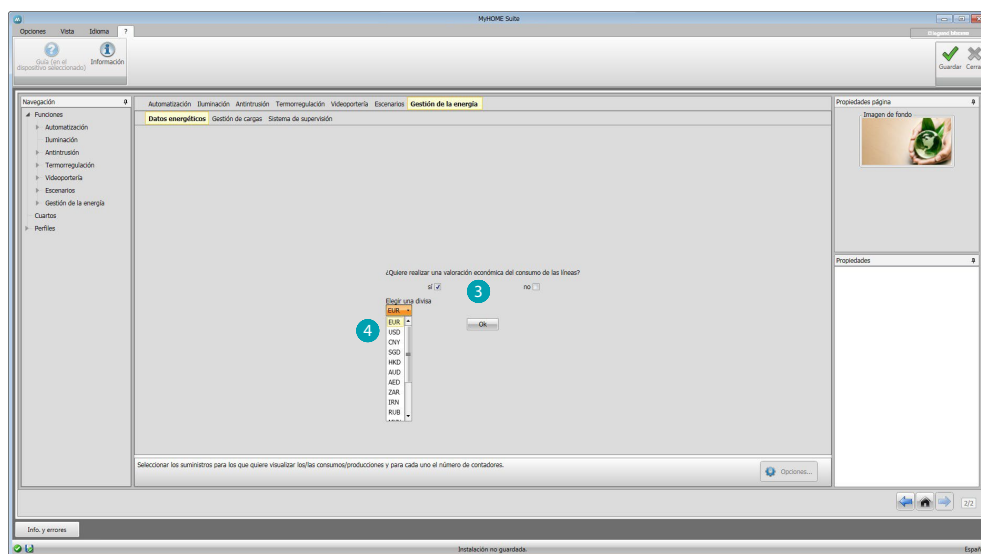 MyHOME Suite
Opciones Vista Idioma ?
Guía (en el dispositivo seleccionado)
Información
Guardar Cerra
Navegación
Funciones
Automatización
Iluminación
Antintrusión
Termorregulación
Videoportería
Escenarios
Gestión de la energía
Cuartos
Perfiles
Automatización Iluminación Antintrusión Termorregulación Videoportería Escenarios Gestión de la energía
Datos energéticos Gestión de cargas Sistema de supervisión
¿Quiere realizar una valoración económica del consumo de las líneas?
sí no
3
Elegir una divisa
EUR
4
EUR
USD
CNY
SGD
HKD
AUD
AED
ZAR
IRN
RUB
Ok
Seleccionar los suministros para los que quiere visualizar los/las consumos/producciones y para cada uno el número de contadores.
Opciones...
Propiedades página
Imagen de fondo
Propiedades
2/2
Info. y errores
Instalación no guardada.
Españ